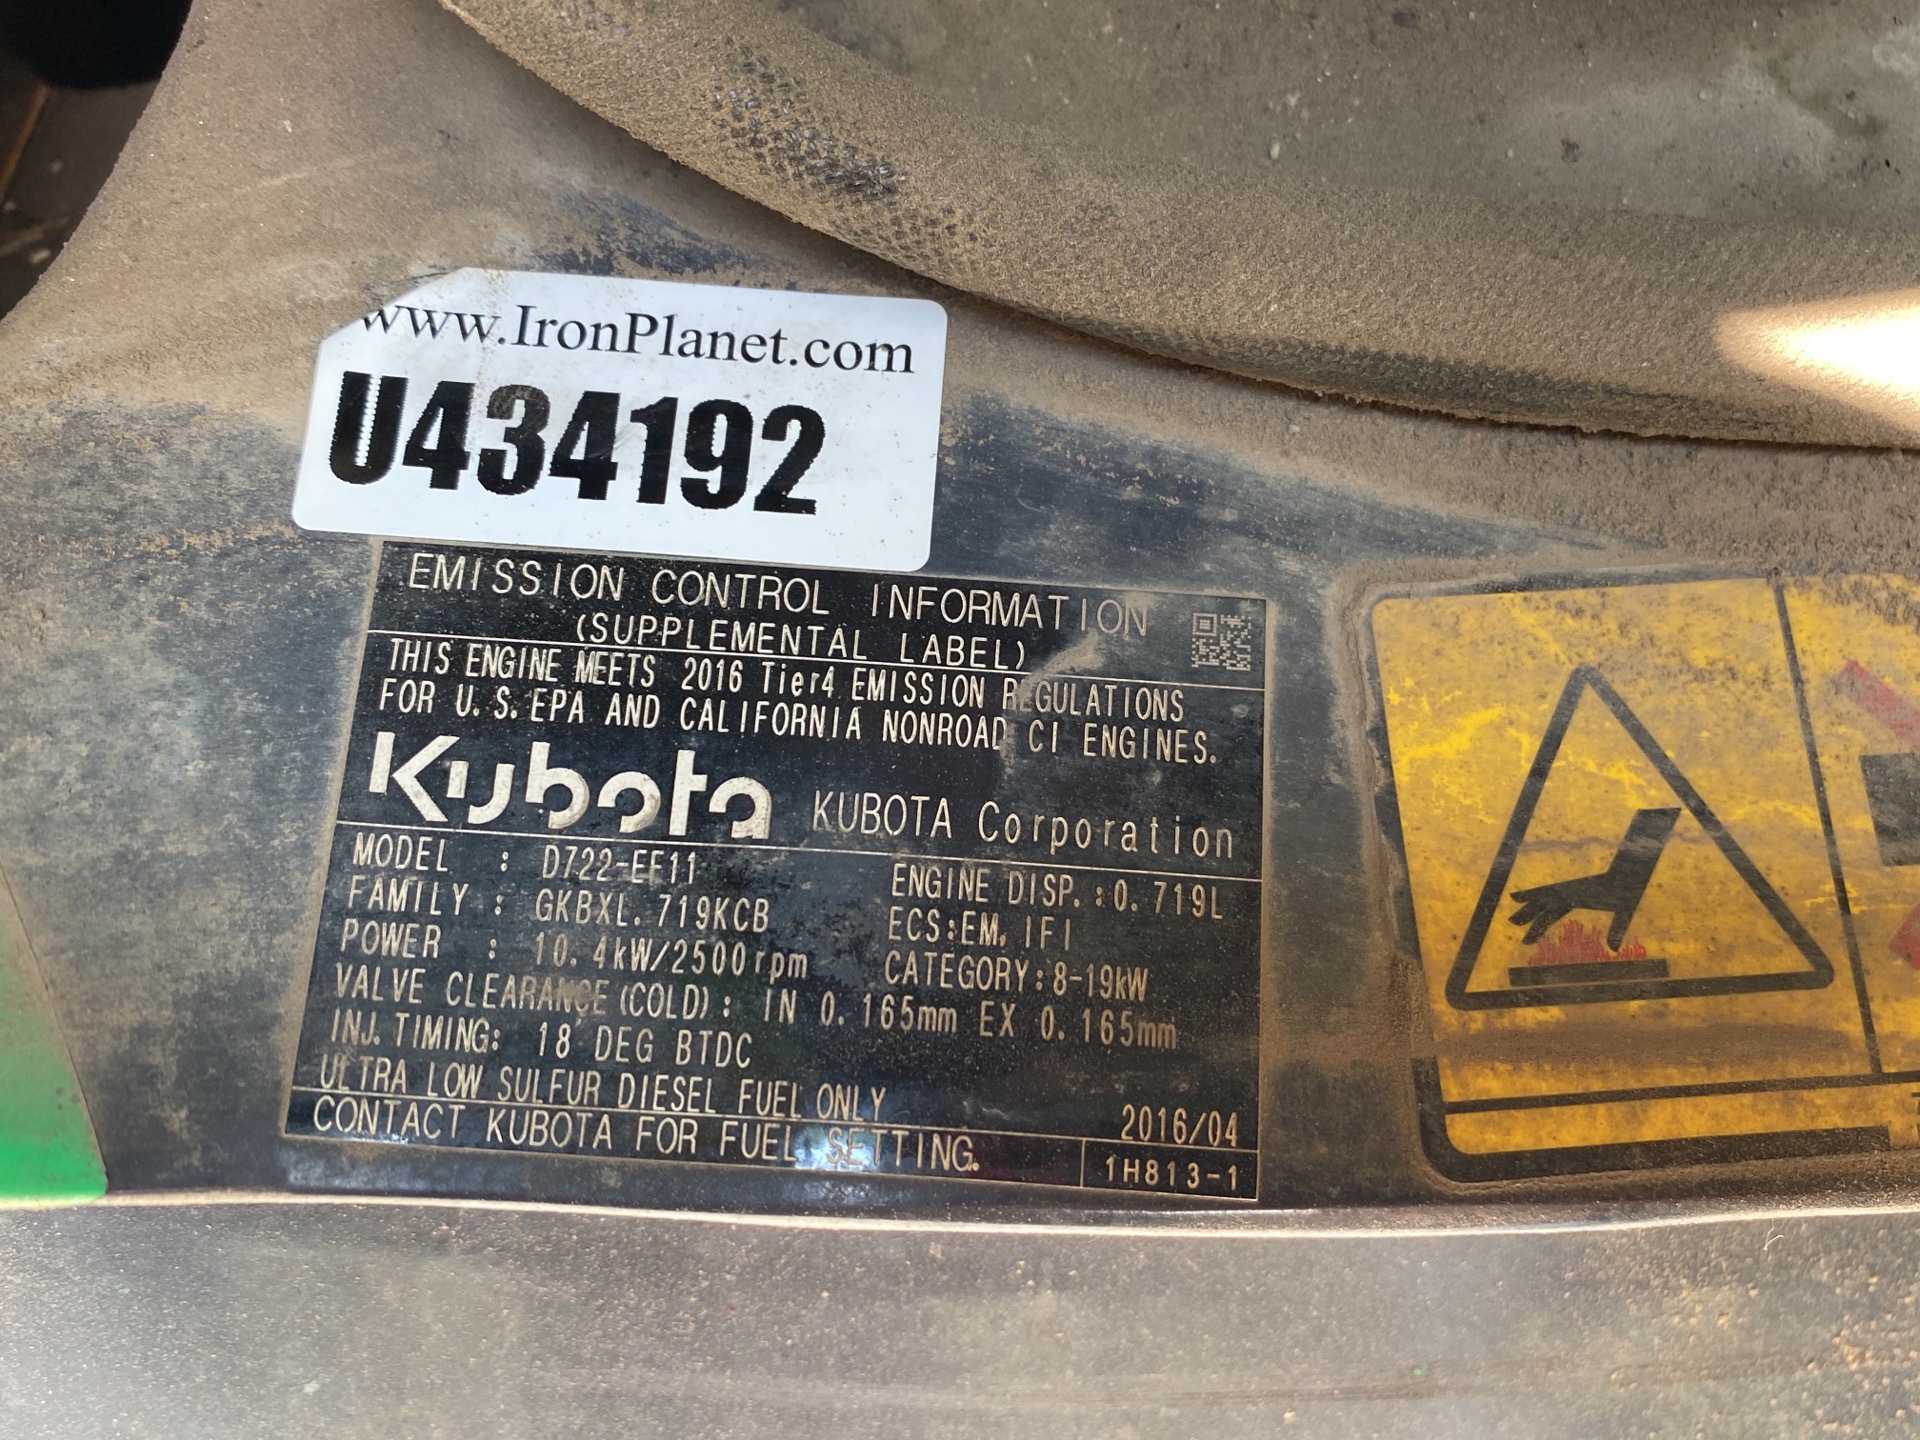 www.IronPlanet.com
U434192
EMISSION CONTROL INFORMATION
(SUPPLEMENTAL LABEL)
THIS ENGINE MEETS 2016 Tier4 EMISSION REGULATIONS
FOR U.S.EPA AND CALIFORNIA NONROAD CI ENGINES.
Kubota KUBOTA Corporation
MODEL : D722-EF11 ENGINE DISP.:0.719L
FAMILY : GKBXL.719KCB ECS:EM, IFI
POWER : 10.4kW/2500rpm CATEGORY:8-19kW
VALVE CLEARANCE(COLD): IN 0.165mm EX 0.165mm
INJ.TIMING: 18 DEG BTDC
ULTRA LOW SULFUR DIESEL FUEL ONLY 2016/04
CONTACT KUBOTA FOR FUEL SETTING. 1H813-1